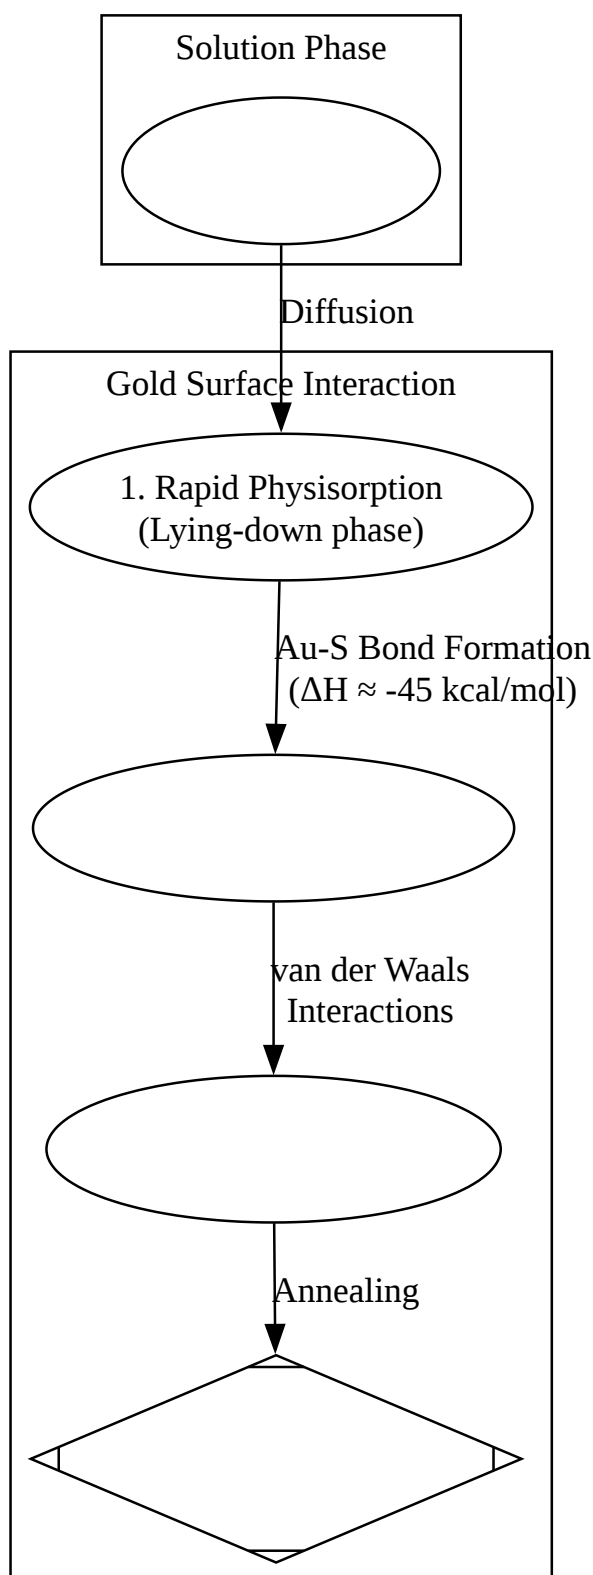 Solution Phase
Diffusion
Gold Surface Interaction
1. Rapid Physisorption
(Lying-down phase)
Au-S Bond Formation
(ΔH ≈ -45 kcal/mol)
van der Waals
Interactions
Annealing